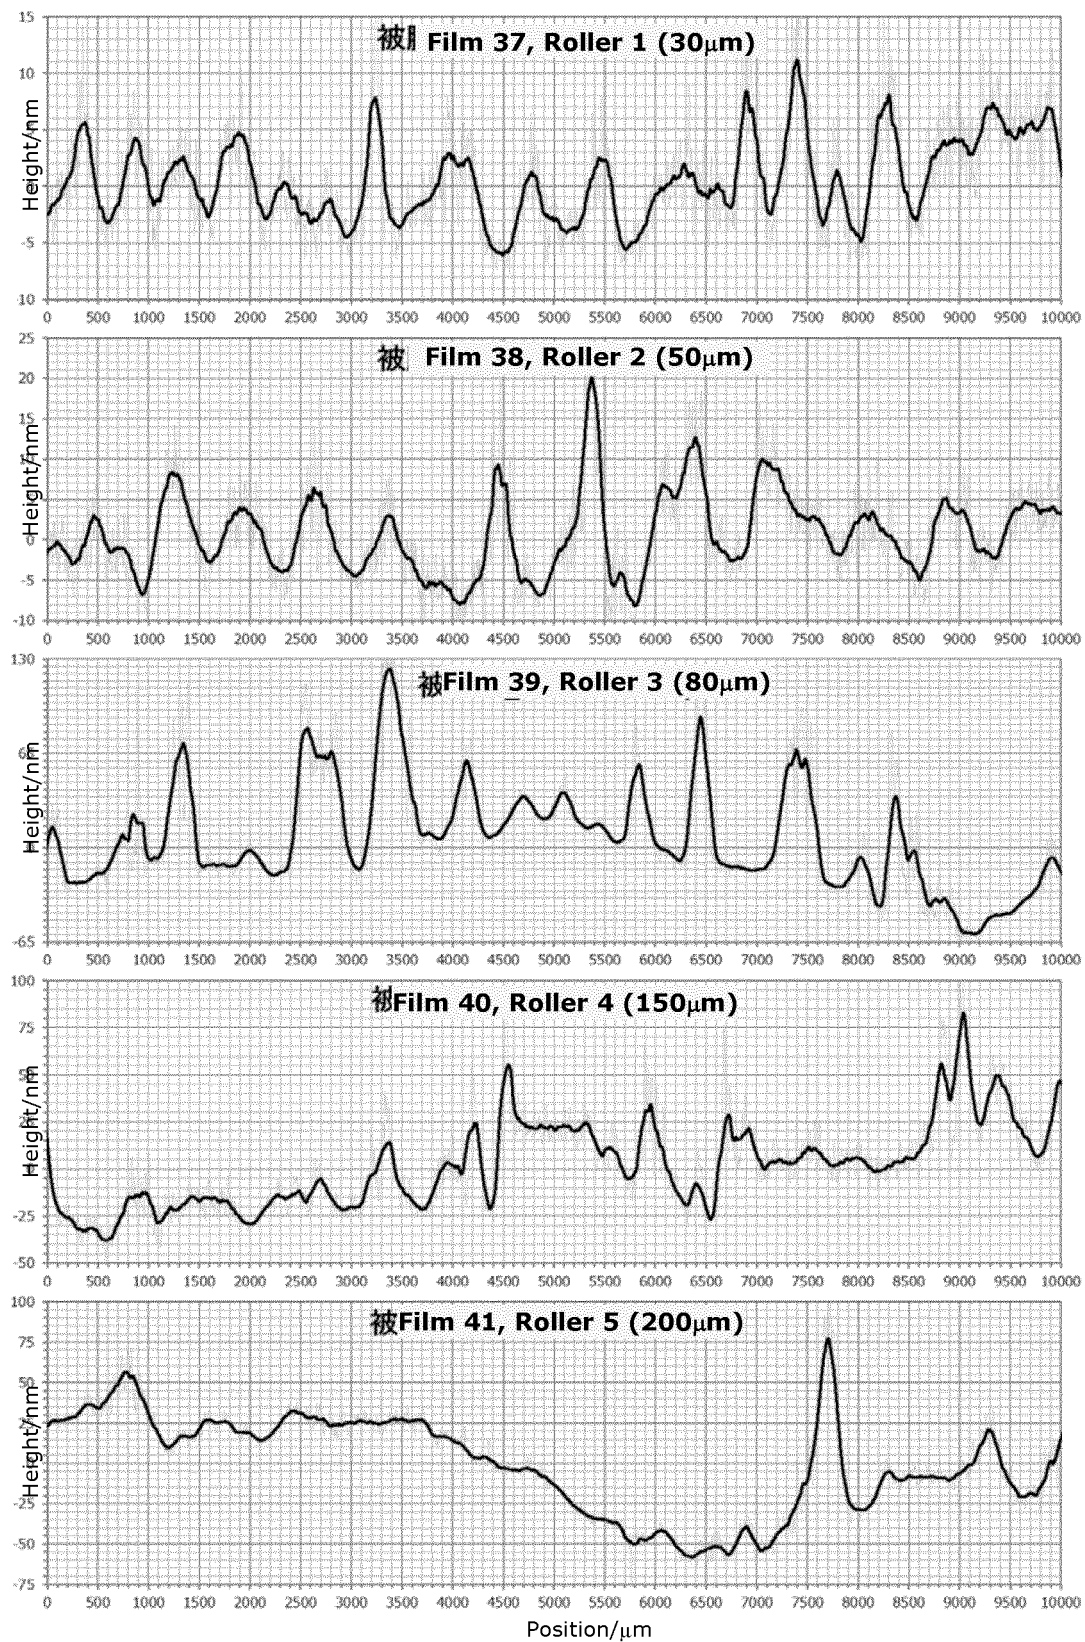 15
被 Film 37, Roller 1 (30μm)
10
Height/nm
-5
10
0 500 1000 1500 2000 2500 3000 3500 4000 4500 5000 5500 6000 6500 7000 7500 8000 8500 9000 9500 10000
25
被 Film 38, Roller 2 (50μm)
20
15
Height/nm
0
-5
-10
0 500 1000 1500 2000 2500 3000 3500 4000 4500 5000 5500 6000 6500 7000 7500 8000 8500 9000 9500 10000
130
被Film 39, Roller 3 (80μm)
Height/nm
-65
0 500 1000 1500 2000 2500 3000 3500 4000 4500 5000 5500 6000 6500 7000 7500 8000 8500 9000 9500 10000
100
Film 40, Roller 4 (150μm)
75
Height/nm
-25
-50
0 500 1000 1500 2000 2500 3000 3500 4000 4500 5000 5500 6000 6500 7000 7500 8000 8500 9000 9500 10000
100
被Film 41, Roller 5 (200μm)
75
50
Height/nm
-25
-50
-75
0 500 1000 1500 2000 2500 3000 3500 4000 4500 5000 5500 6000 6500 7000 7500 8000 8500 9000 9500 10000
Position/μm